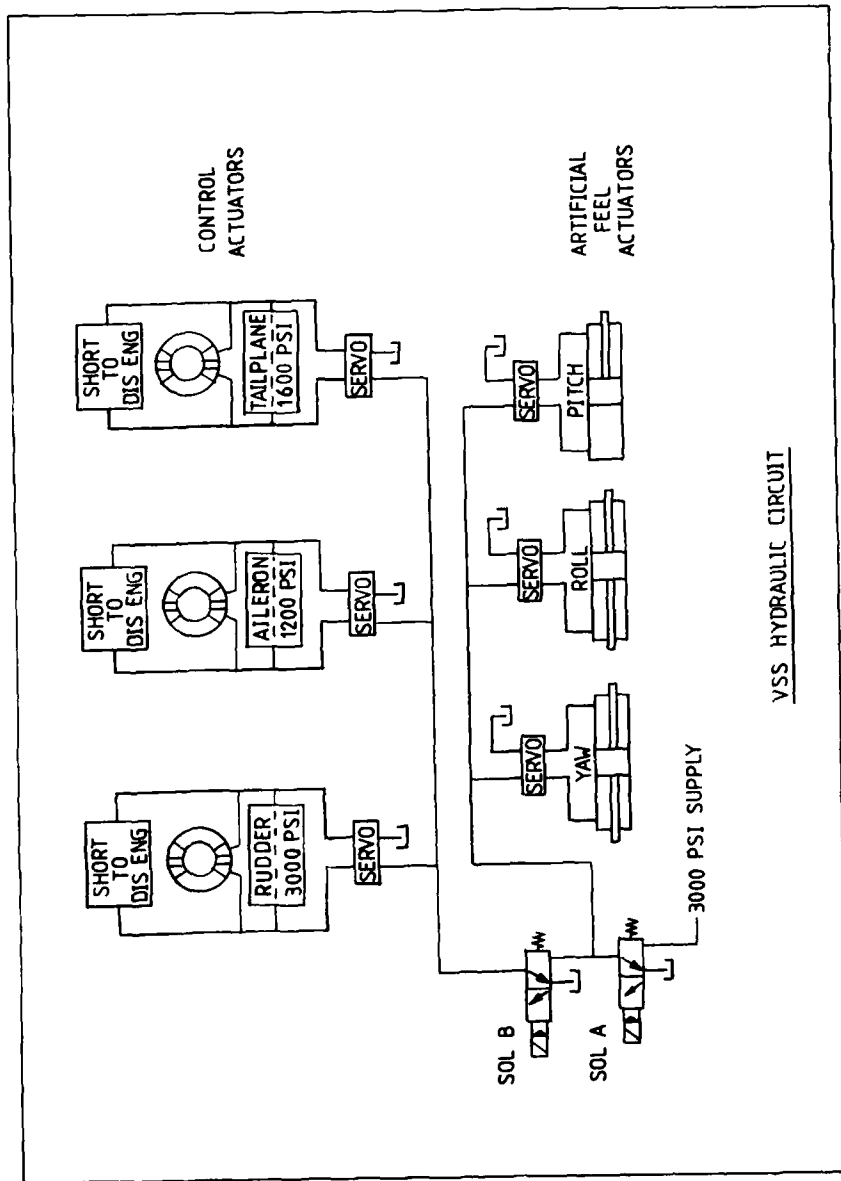 SHORT
TO
DIS ENG
SHORT
TO
DIS ENG
SHORT
TO
DIS ENG
CONTROL
ACTUATORS
RUDDER
3000 PSI
AILERON
1200 PSI
TAILPLANE
1600 PSI
SERVO
SERVO
SERVO
SOL B
SOL A
SERVO
SERVO
SERVO
YAW
ROLL
PITCH
ARTIFICIAL
FEEL
ACTUATORS
3000 PSI SUPPLY
VSS HYDRAULIC CIRCUIT